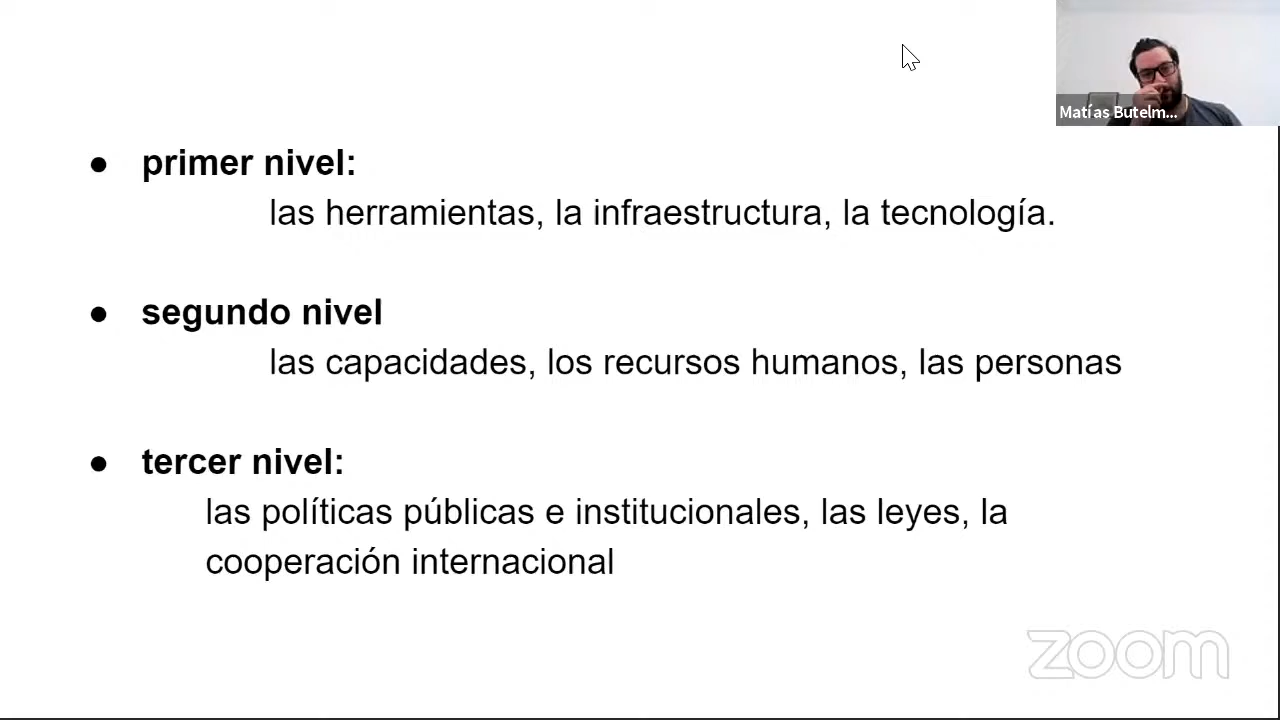 Matías Butelm...
● primer nivel:
las herramientas, la infraestructura, la tecnología.
● segundo nivel
las capacidades, los recursos humanos, las personas
● tercer nivel:
las políticas públicas e institucionales, las leyes, la
cooperación internacional
zoom